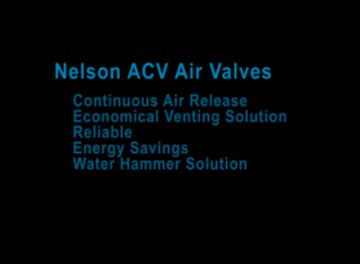 Nelson ACV Air Valves
Continuous Air Release
Economical Venting Solution
Reliable
Energy Savings
Water Hammer Solution